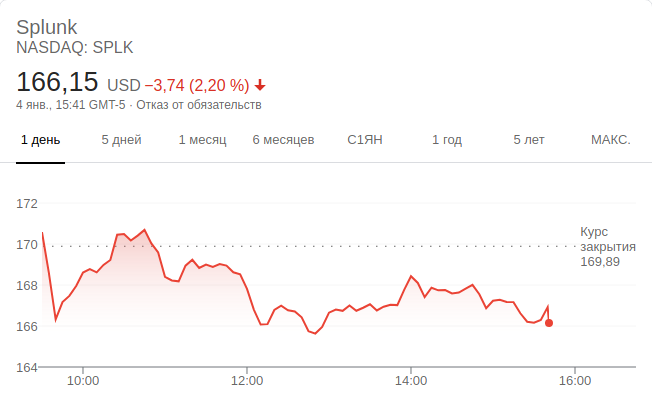 Splunk
NASDAQ: SPLK
166,15 USD −3,74 (2,20 %)
4 янв., 15:41 GMT-5 · Отказ от обязательств
1 день 5 дней 1 месяц 6 месяцев С1ЯН 1 год 5 лет МАКС.
172
Курс
170 закрытия
169,89
168
166
164
10:00 12:00 14:00 16:00